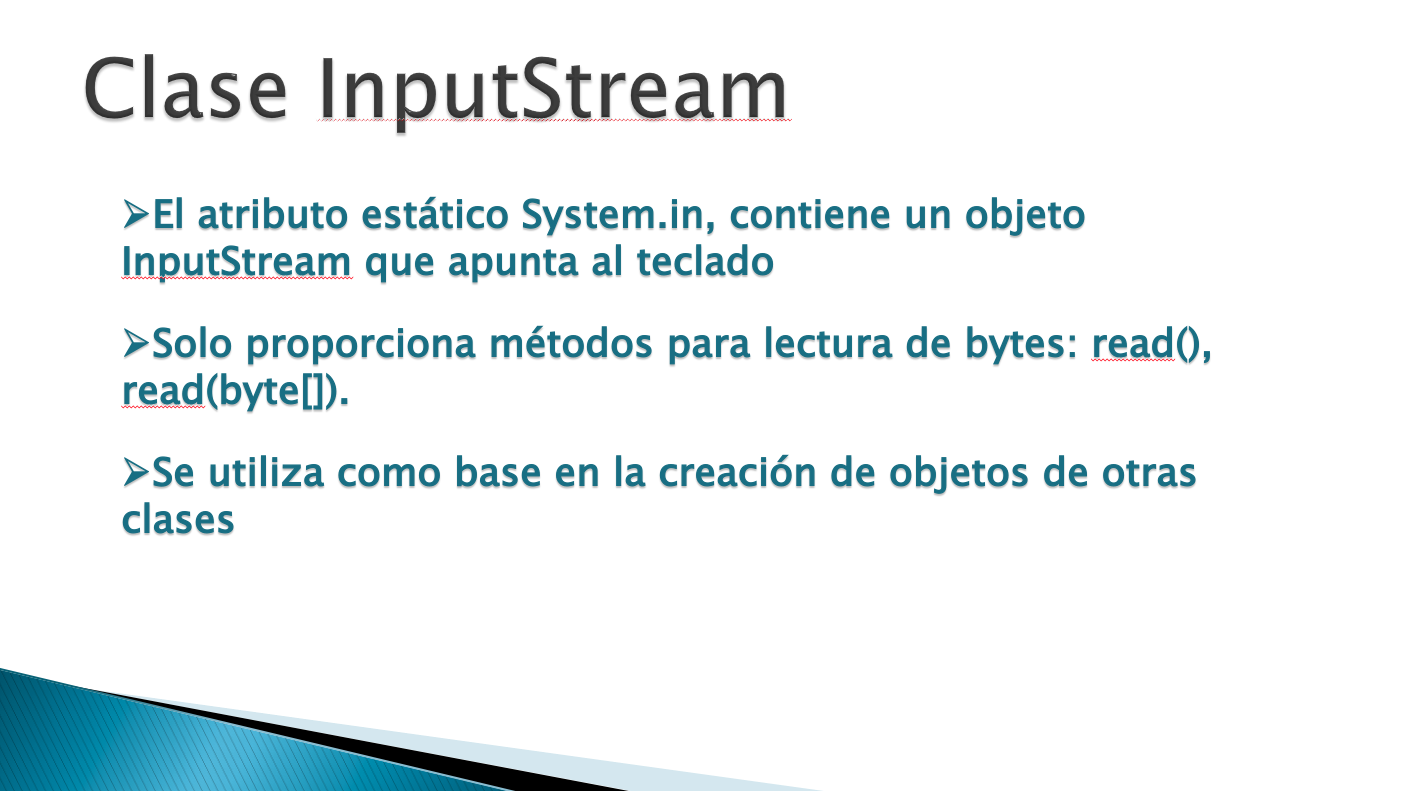 Clase InputStream
➢El atributo estático System.in, contiene un objeto
InputStream que apunta al teclado
➢Solo proporciona métodos para lectura de bytes: read(),
read(byte[]).
➢Se utiliza como base en la creación de objetos de otras
clases